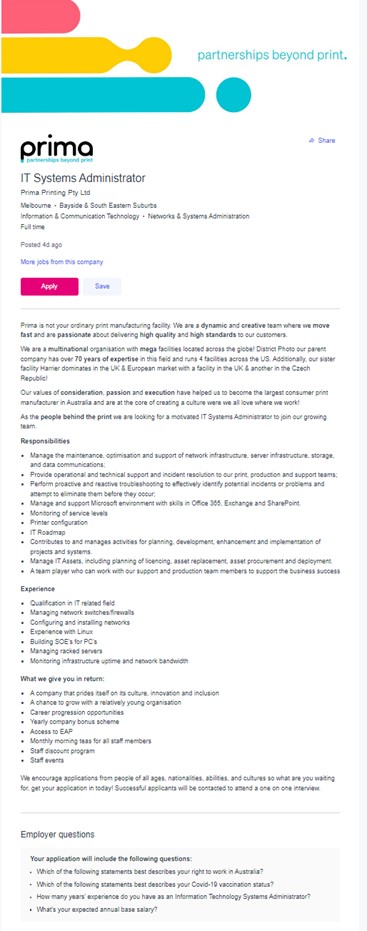 partnerships beyond print.
prima
partnerships beyond print
Share
IT Systems Administrator
Prima Printing Pty Ltd
Melbourne • Bayside & South Eastern Suburbs
Information & Communication Technology • Networks & Systems Administration
Full time
Posted 4d ago
More jobs from this company
Apply
Save
Prima is not your ordinary print manufacturing facility. We are a dynamic and creative team where we move
fast and are passionate about delivering high quality and high standards to our customers.
We are a multinational organisation with mega facilities located across the globe! District Photo our parent
company has over 70 years of expertise in this field and runs 4 facilities across the US. Additionally, our sister
facility Harrier dominates in the UK & European market with a facility in the UK & another in the Czech
Republic!
Our values of consideration, passion and execution have helped us to become the largest consumer print
manufacturer in Australia and are at the core of creating a culture were we all love where we work!
As the people behind the print we are looking for a motivated IT Systems Administrator to join our growing
team.
Responsibilities
• Manage the maintenance, optimisation and support of network infrastructure, server infrastructure, storage,
and data communications;
• Provide operational and technical support and incident resolution to our print, production and support teams;
• Perform proactive and reactive troubleshooting to effectively identify potential incidents or problems and
attempt to eliminate them before they occur;
• Manage and support Microsoft environment with skills in Office 365, Exchange and SharePoint.
• Monitoring of service levels
• Printer configuration
• IT Roadmap
• Contributes to and manages activities for planning, development, enhancement and implementation of
projects and systems.
• Manage IT Assets, including planning of licencing, asset replacement, asset procurement and deployment.
• A team player who can work with our support and production team members to support the business success
Experience
• Qualification in IT related field
• Managing network switches/firewalls
• Configuring and installing networks
• Experience with Linux
• Building SOE's for PC's
• Managing racked servers
• Monitoring infrastructure uptime and network bandwidth
What we give you in return:
• A company that prides itself on its culture, innovation and inclusion
• A chance to grow with a relatively young organisation
• Career progression opportunities
• Yearly company bonus scheme
• Access to EAP
• Monthly morning teas for all staff members
• Staff discount program
• Staff events
We encourage applications from people of all ages, nationalities, abilities, and cultures so what are you waiting
for, get your application in today! Successful applicants will be contacted to attend a one on one interview.
Employer questions
Your application will include the following questions:
• Which of the following statements best describes your right to work in Australia?
• Which of the following statements best describes your Covid-19 vaccination status?
• How many years' experience do you have as an Information Technology Systems Administrator?
• What's your expected annual base salary?